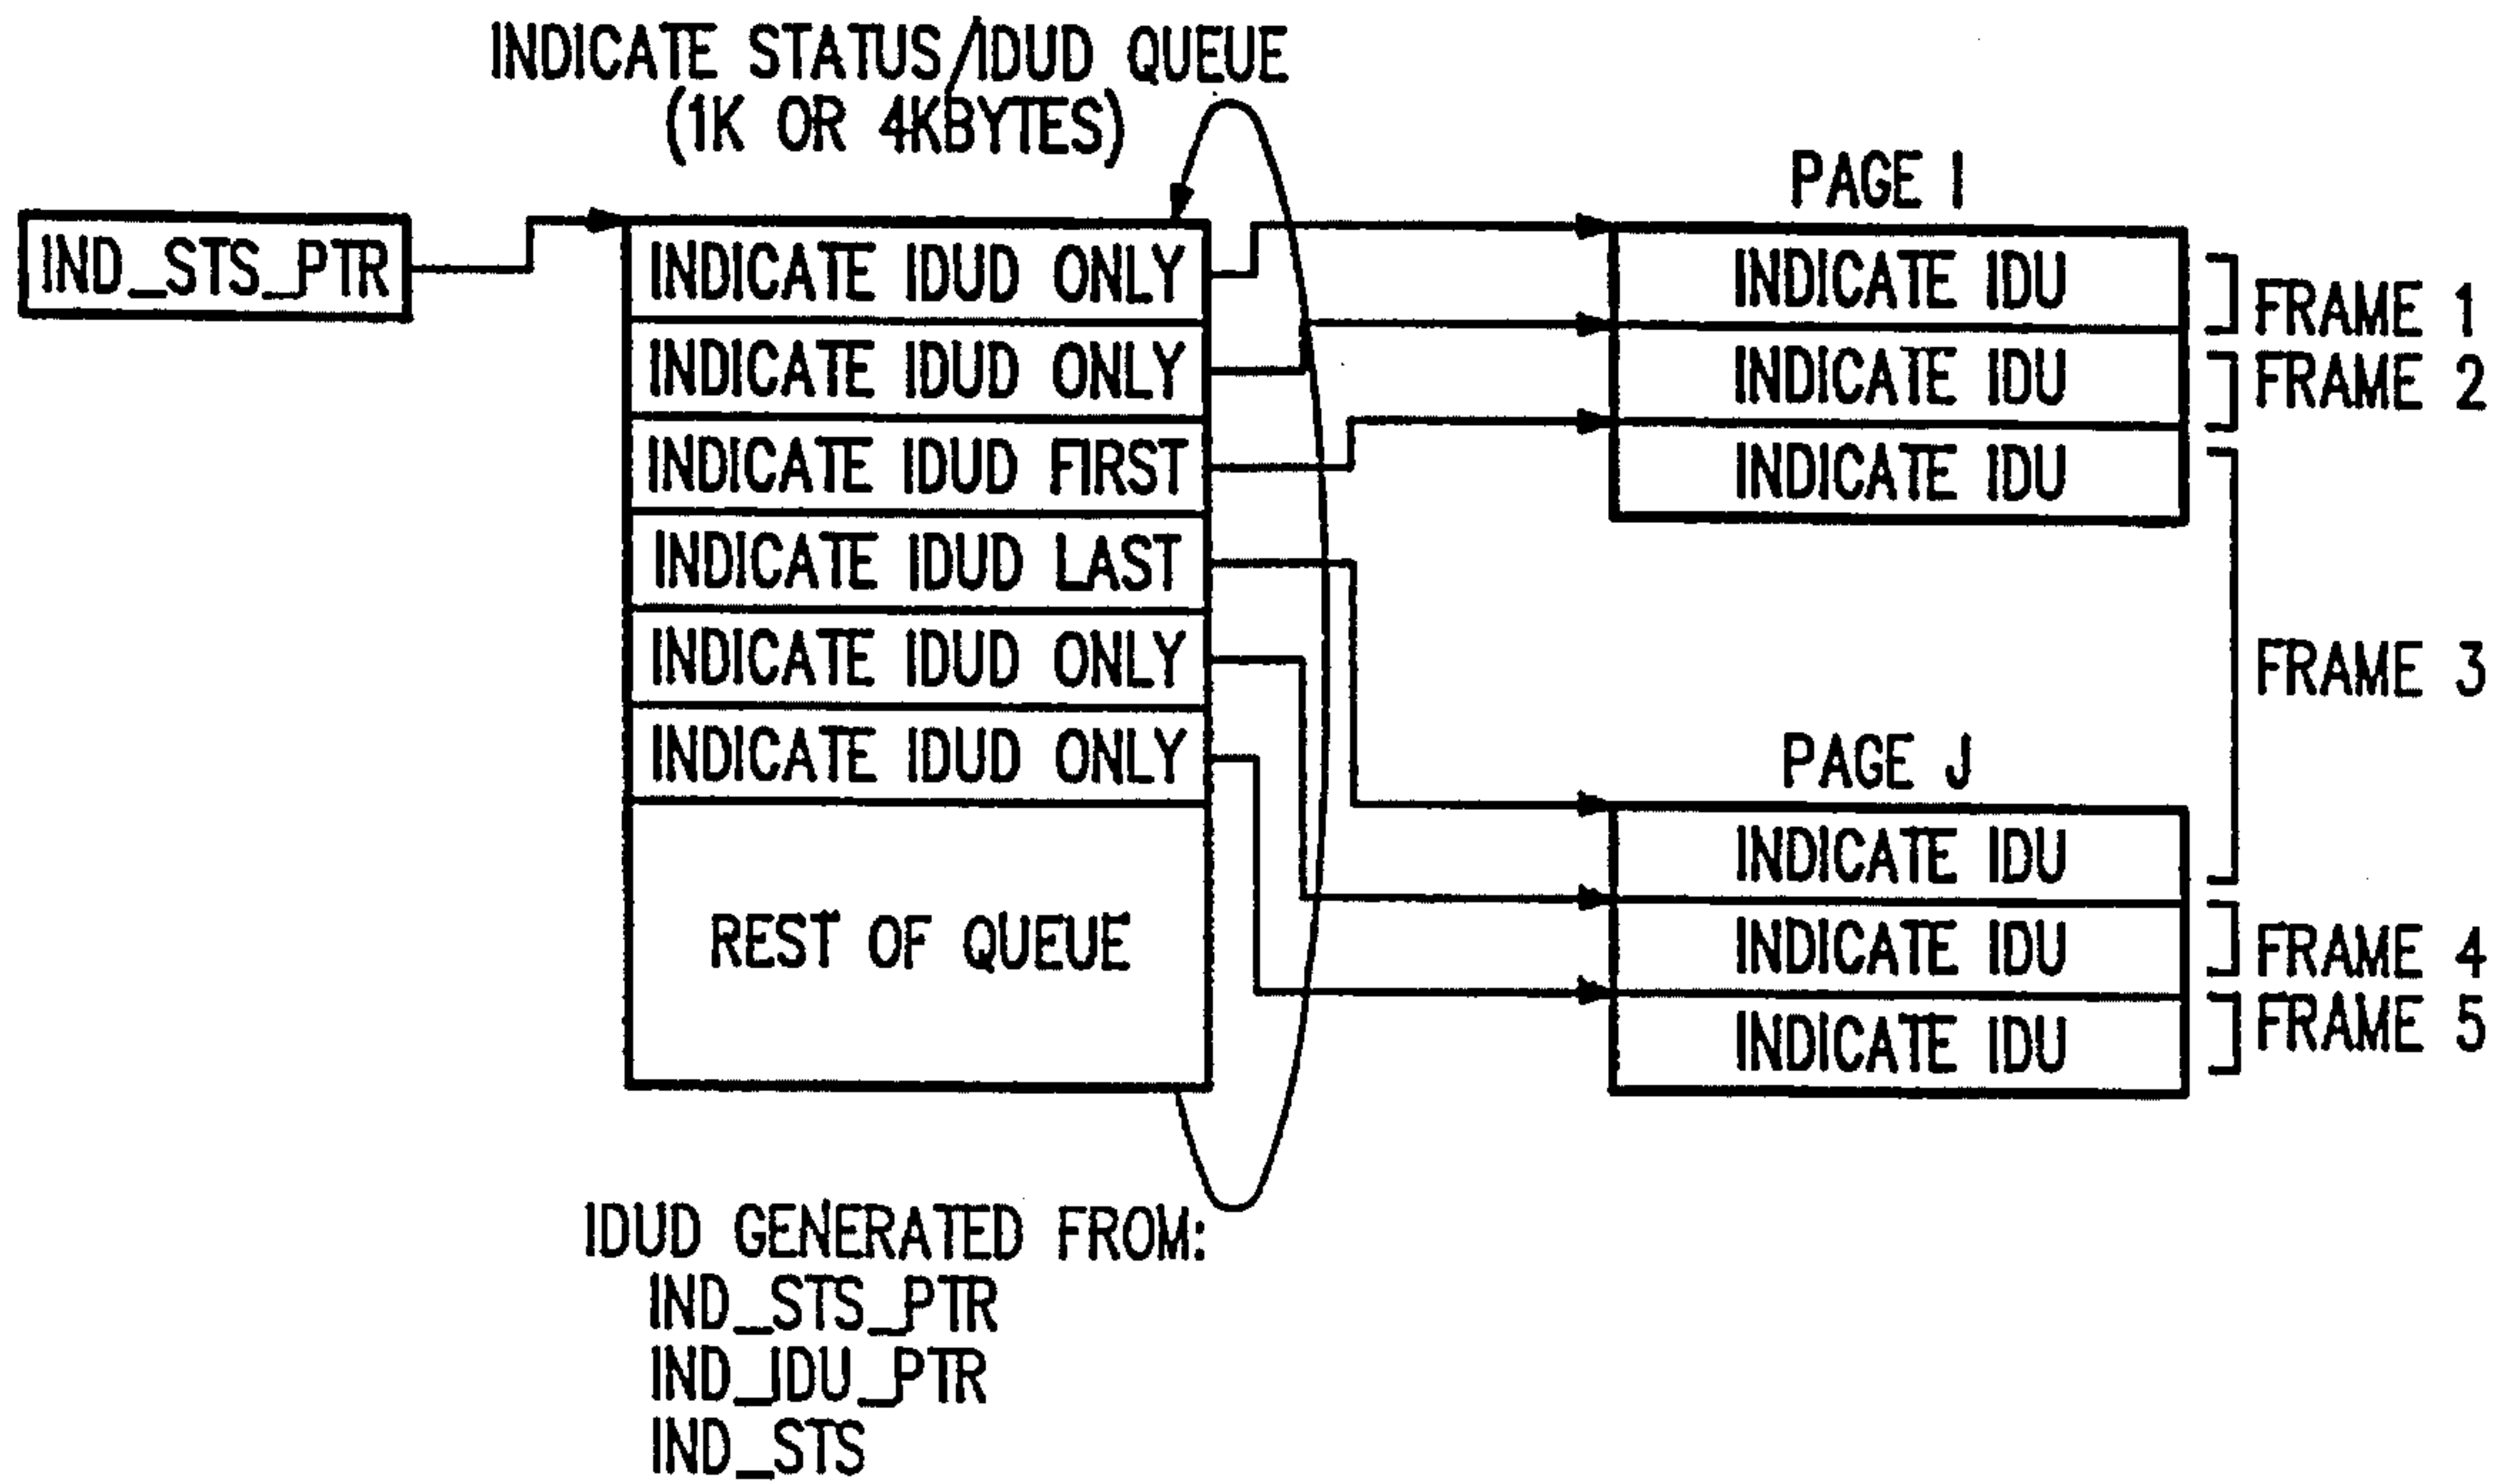 INDICATE STATUS/IDUD QUEUE
(1K OR 4KBYTES)
IND_STS_PTR
INDICATE IDUD ONLY
INDICATE IDUD ONLY
INDICATE IDUD FIRST
INDICATE IDUD LAST
INDICATE IDUD ONLY
INDICATE IDUD ONLY
REST OF QUEUE
PAGE I
INDICATE IDU
INDICATE IDU
INDICATE IDU
FRAME 1
FRAME 2
FRAME 3
PAGE J
INDICATE IDU
INDICATE IDU
INDICATE IDU
FRAME 4
FRAME 5
IDUD GENERATED FROM:
IND_STS_PTR
IND_IDU_PTR
IND_STS